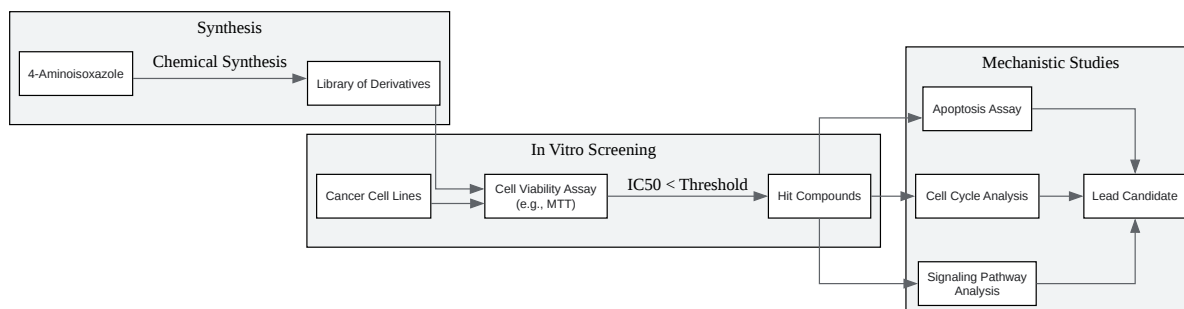 Synthesis
4-Aminoisoxazole
Chemical Synthesis
Library of Derivatives
In Vitro Screening
Cancer Cell Lines
Cell Viability Assay
(e.g., MTT)
IC50 < Threshold
Hit Compounds
Mechanistic Studies
Apoptosis Assay
Cell Cycle Analysis
Lead Candidate
Signaling Pathway
Analysis